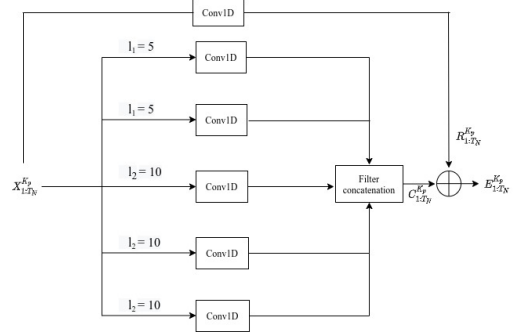 Conv1D
l₁ = 5
Conv1D
l₁ = 5
Conv1D
R^{K_p}_{1:T_N}
l₂ = 10
Conv1D
Filter
concatenation
X^{K_p}_{1:T_N}
C^{K_p}_{1:T_N}
E^{K_p}_{1:T_N}
l₂ = 10
Conv1D
l₂ = 10
Conv1D